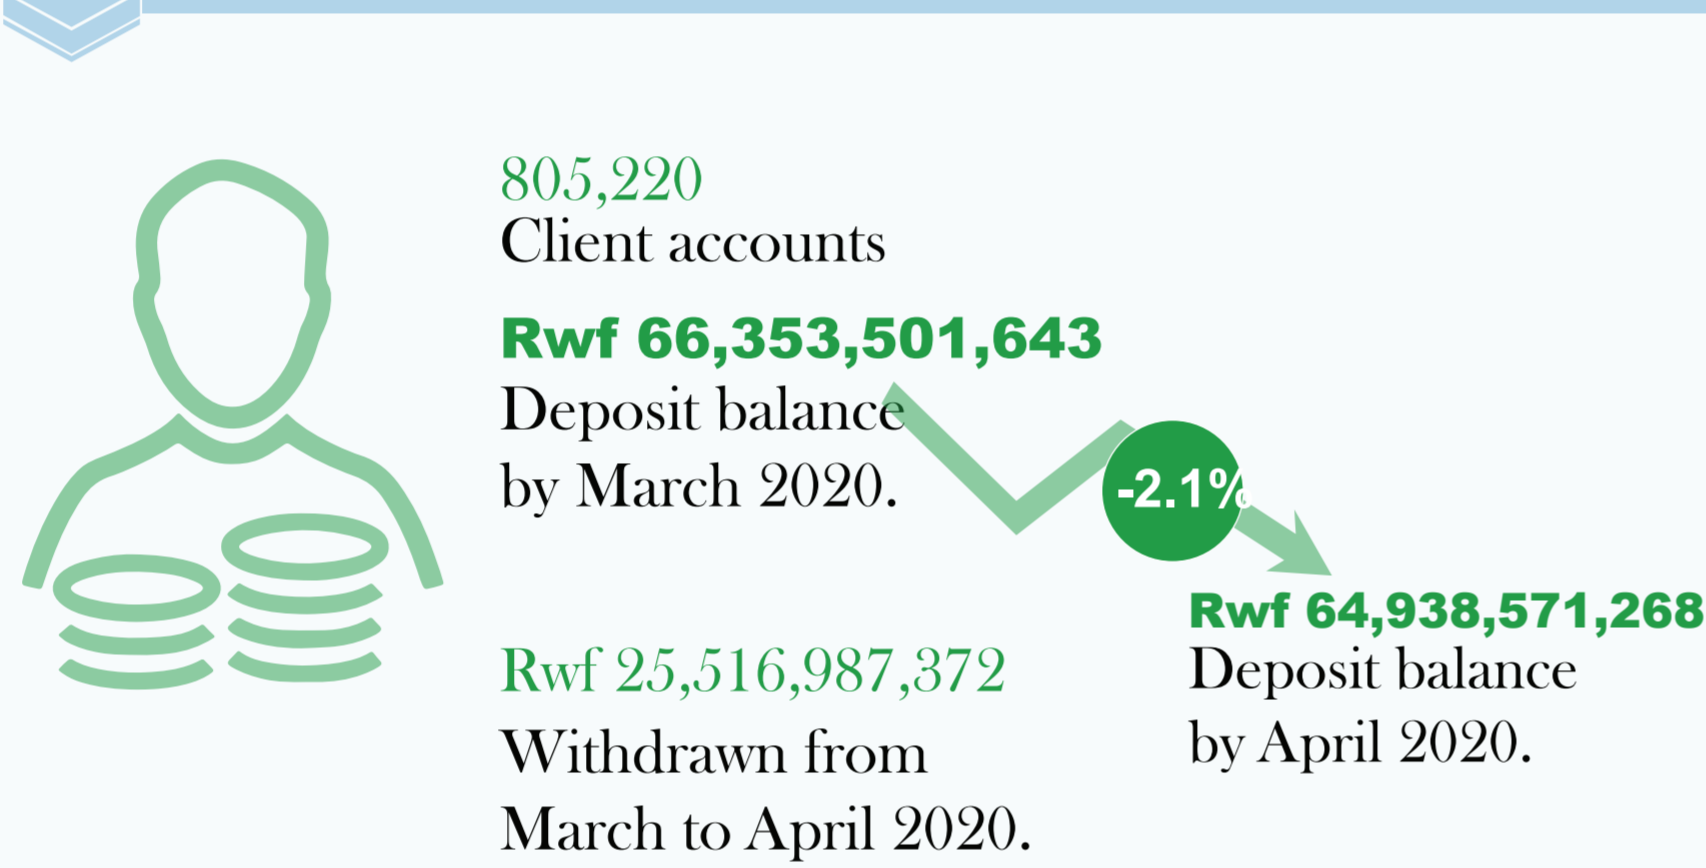 805,220
Client accounts
Rwf 66,353,501,643
Deposit balance
by March 2020.
-2.1%
Rwf 64,938,571,268
Deposit balance
by April 2020.
Rwf 25,516,987,372
Withdrawn from
March to April 2020.